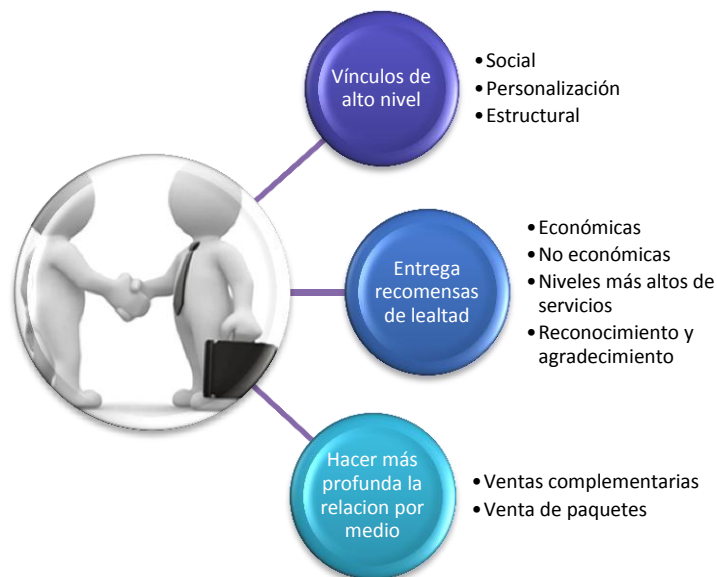 Vínculos de
alto nivel
•Social
•Personalización
•Estructural
Entrega
recomensas
de lealtad
•Económicas
•No económicas
•Niveles más altos de
servicios
•Reconocimiento y
agradecimiento
Hacer más
profunda la
relacion por
medio
•Ventas complementarias
•Venta de paquetes